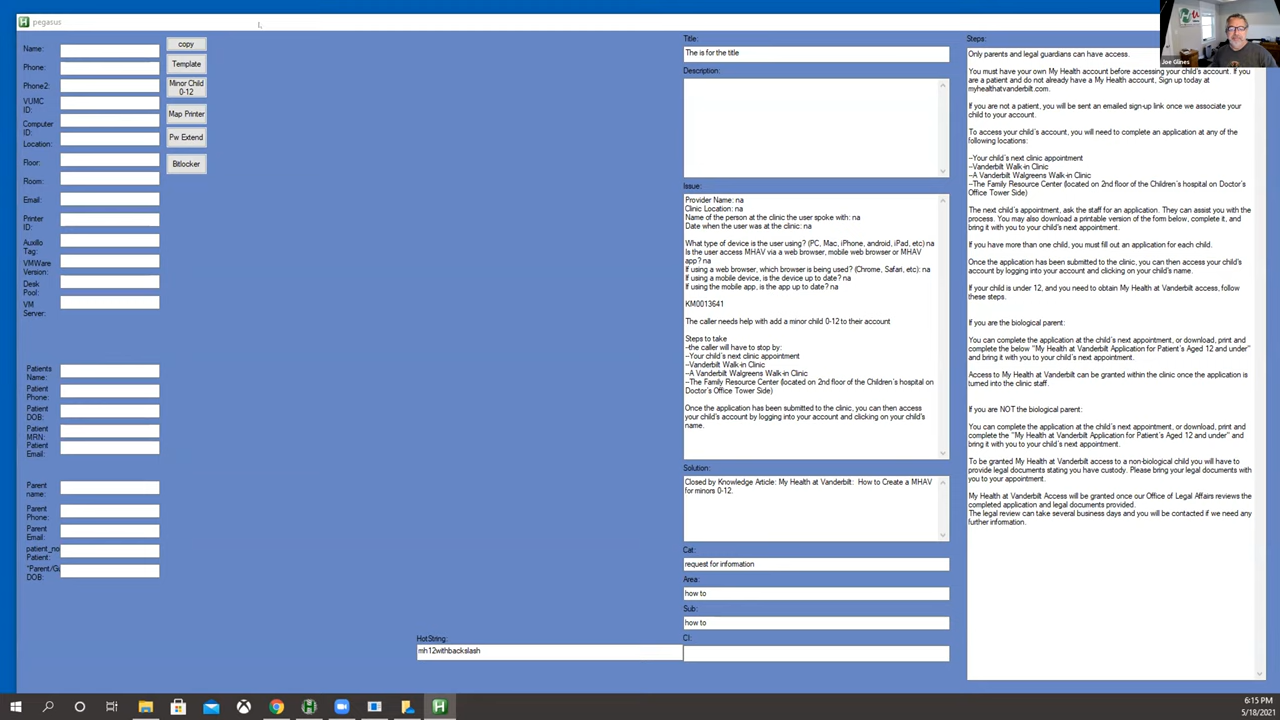 pegasus
Name:
Phone:
Phone2:
VUMC
ID:
Computer
ID:
Location:
Floor:
Room:
Email:
Printer
ID:
Auxillo
Tag:
VMWare
Version:
Desk
Pool:
VM
Server:
copy
Template
Minor Child
0-12
Map Printer
Pw Extend
Bitlocker
Patients
Name:
Patient
Phone:
Patient
DOB:
Patient
MRN:
Patient
Email:
Parent
name:
Parent
Phone:
Parent
Email:
patient_no
Patient:
"Parent/Gu
DOB:
HotString:
mh12withbackslash
Title:
The is for the title
Description:
Issue:
Provider Name: na
Clinic Location: na
Name of the person at the clinic the user spoke with: na
Date when the user was at the clinic: na
What type of device is the user using? (PC, Mac, iPhone, android, iPad, etc) na
Is the user access MHAV via a web browser, mobile web browser or MHAV
app? na
If using a web browser, which browser is being used? (Chrome, Safari, etc): na
If using a mobile device, is the device up to date? na
If using the mobile app, is the app up to date? na
KM0013641
The caller needs help with add a minor child 0-12 to their account
Steps to take
-the caller will have to stop by:
--Your child's next clinic appointment
--Vanderbilt Walk-in Clinic
--A Vanderbilt Walgreens Walk-in Clinic
--The Family Resource Center (located on 2nd floor of the Children's hospital on
Doctor's Office Tower Side)
Once the application has been submitted to the clinic, you can then access
your child's account by logging into your account and clicking on your child's
name.
Solution:
Closed by Knowledge Article: My Health at Vanderbilt: How to Create a MHAV
for minors 0-12.
Cat:
request for information
Area:
how to
Sub:
how to
CI:
Steps:
Only parents and legal guardians can have access.
You must have your own My Health account before accessing your child's account. If you
are a patient and do not already have a My Health account, Sign up today at
myhealthatvanderbilt.com.
If you are not a patient, you will be sent an emailed sign-up link once we associate your
child to your account.
To access your child's account, you will need to complete an application at any of the
following locations:
--Your child's next clinic appointment
--Vanderbilt Walk-in Clinic
--A Vanderbilt Walgreens Walk-in Clinic
--The Family Resource Center (located on 2nd floor of the Children's hospital on Doctor's
Office Tower Side)
The next child's appointment, ask the staff for an application. They can assist you with the
process. You may also download a printable version of the form below, complete it, and
bring it with you to your child's next appointment.
If you have more than one child, you must fill out an application for each child.
Once the application has been submitted to the clinic, you can then access your child's
account by logging into your account and clicking on your child's name.
If your child is under 12, and you need to obtain My Health at Vanderbilt access, follow
these steps.
If you are the biological parent:
You can complete the application at the child's next appointment, or download, print and
complete the below "My Health at Vanderbilt Application for Patient's Aged 12 and under"
and bring it with you to your child's next appointment.
Access to My Health at Vanderbilt can be granted within the clinic once the application is
turned into the clinic staff.
If you are NOT the biological parent:
You can complete the application at the child's next appointment, or download, print and
complete the "My Health at Vanderbilt Application for Patient's Aged 12 and under" and
bring it with you to your child's next appointment.
To be granted My Health at Vanderbilt access to a non-biological child you will have to
provide legal documents stating you have custody. Please bring your legal documents with
you to your appointment.
My Health at Vanderbilt Access will be granted once our Office of Legal Affairs reviews the
completed application and legal documents provided.
The legal review can take several business days and you will be contacted if we need any
further information.
Joe Glines
6:15 PM
5/18/2021